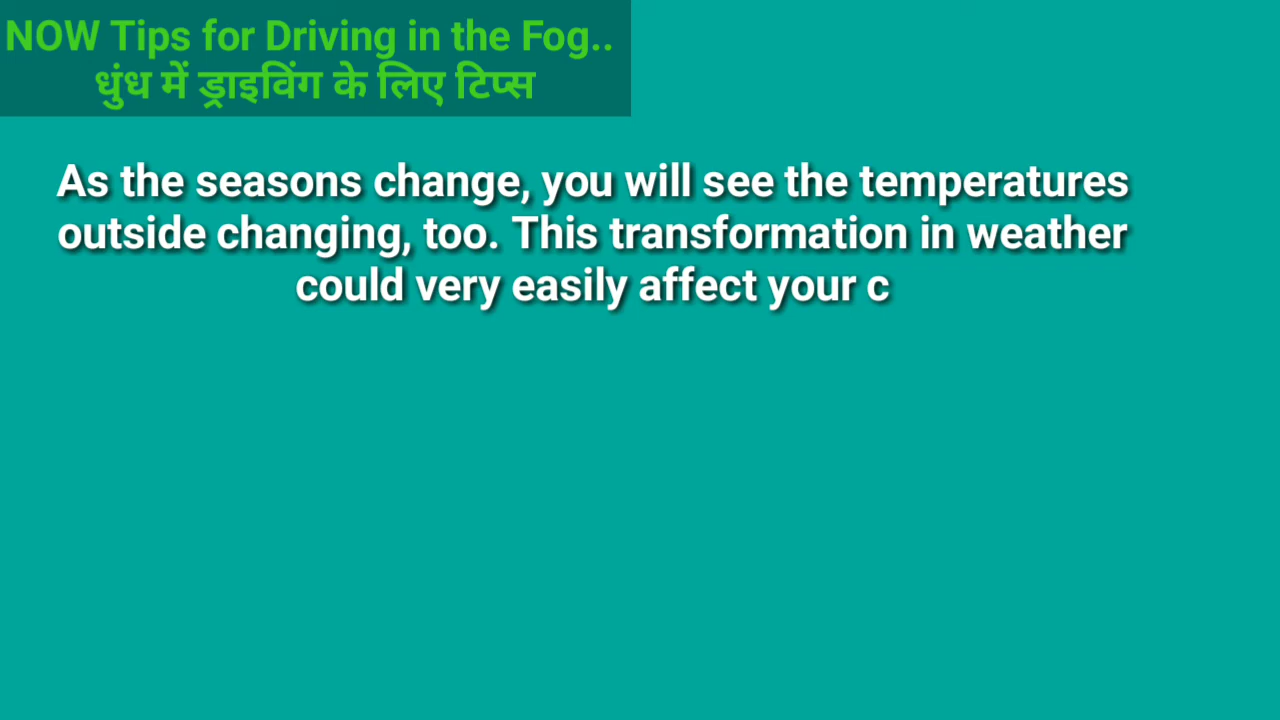 NOW Tips for Driving in the Fog..
धुंध में ड्राइविंग के लिए टिप्स
As the seasons change, you will see the temperatures
outside changing, too. This transformation in weather
could very easily affect your c